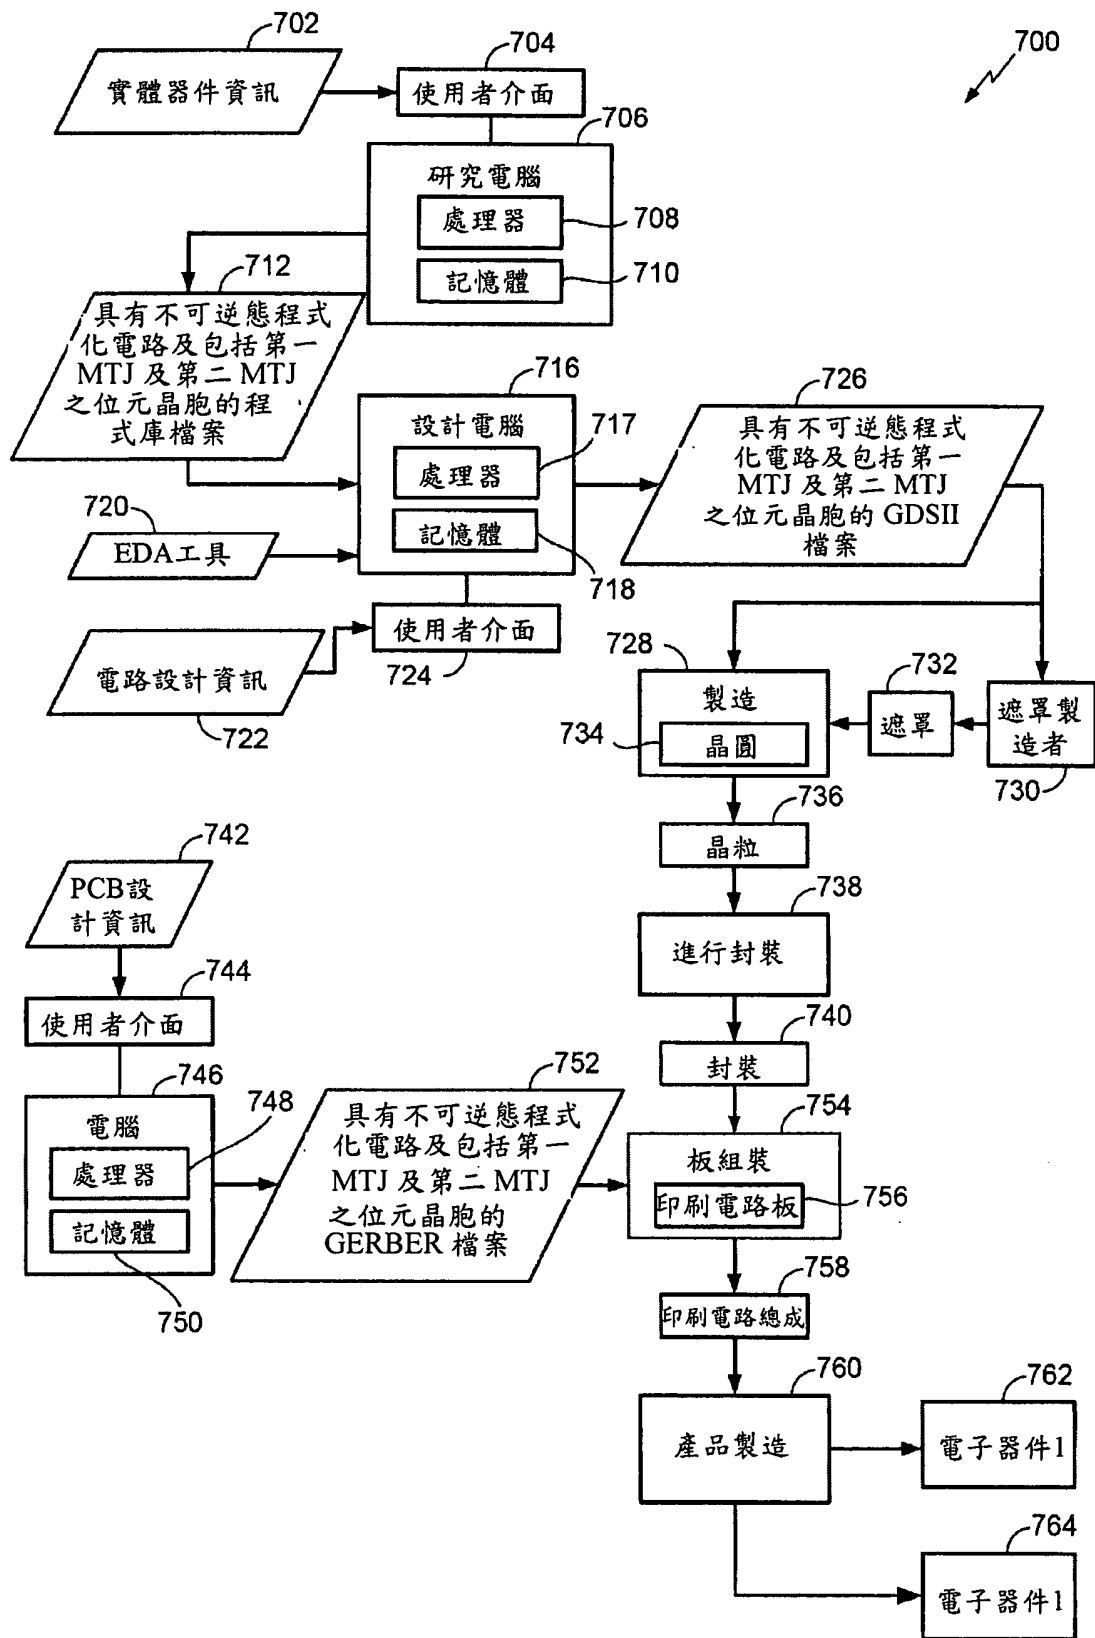 702
704
700
實體器件資訊
使用者介面
706
研究電腦
處理器
708
記憶體
710
712
具有不可逆態程式
化電路及包括第一
MTJ 及第二 MTJ
之位元晶胞的程
式庫檔案
716
設計電腦
717
處理器
記憶體
718
720
EDA工具
使用者介面
724
電路設計資訊
722
726
具有不可逆態程式
化電路及包括第一
MTJ 及第二 MTJ
之位元晶胞的 GDSII
檔案
728
製造
734
晶圓
732
遮罩
遮罩製
造者
730
736
晶粒
738
進行封裝
740
封裝
742
PCB設
計資訊
744
使用者介面
746
電腦
748
處理器
記憶體
750
752
具有不可逆態程式
化電路及包括第一
MTJ 及第二 MTJ
之位元晶胞的
GERBER 檔案
754
板組裝
印刷電路板
756
758
印刷電路總成
760
產品製造
762
電子器件1
764
電子器件1